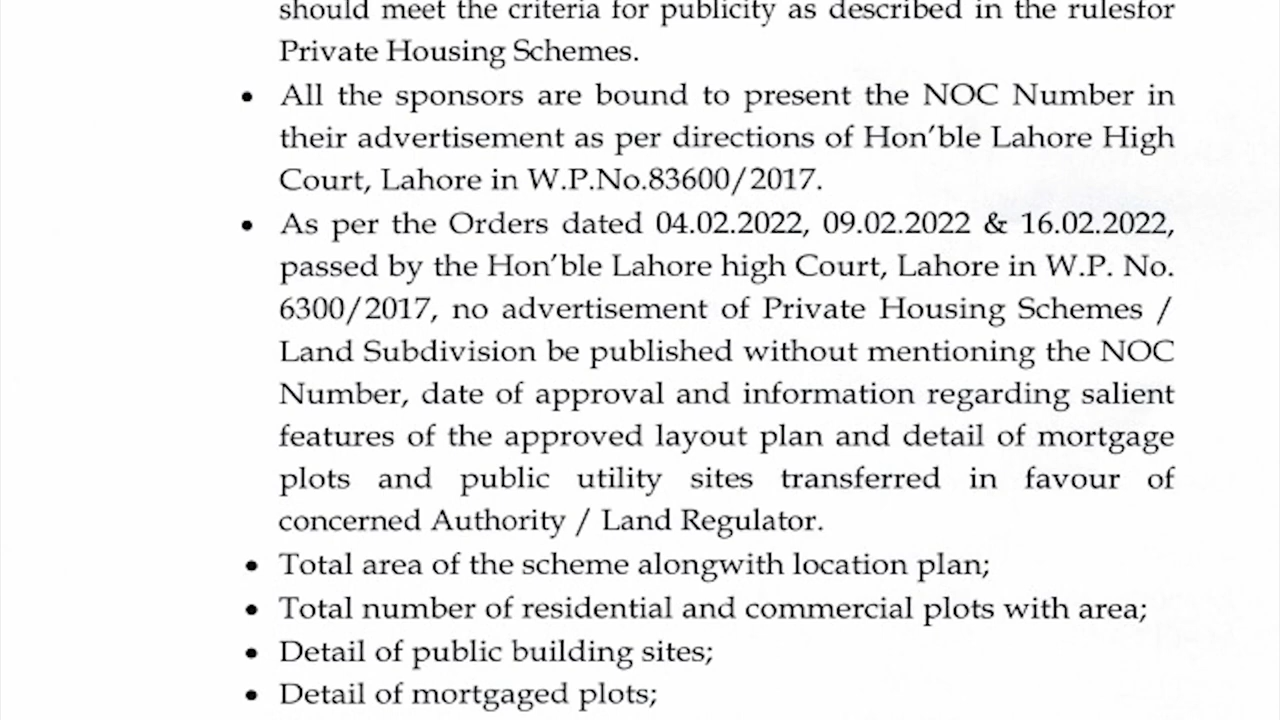 should meet the criteria for publicity as described in the rulesfor
Private Housing Schemes.
• All the sponsors are bound to present the NOC Number in
their advertisement as per directions of Hon'ble Lahore High
Court, Lahore in W.P.No.83600/2017.
• As per the Orders dated 04.02.2022, 09.02.2022 & 16.02.2022,
passed by the Hon'ble Lahore high Court, Lahore in W.P. No.
6300/2017, no advertisement of Private Housing Schemes /
Land Subdivision be published without mentioning the NOC
Number, date of approval and information regarding salient
features of the approved layout plan and detail of mortgage
plots and public utility sites transferred in favour of
concerned Authority / Land Regulator.
• Total area of the scheme alongwith location plan;
• Total number of residential and commercial plots with area;
• Detail of public building sites;
• Detail of mortgaged plots;